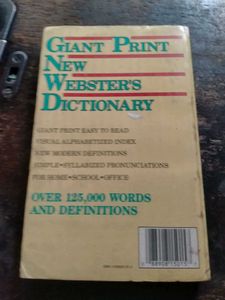 GIANT PRINT
NEW
WEBSTER'S
DICTIONARY
GIANT PRINT EASY TO READ
VISUAL ALPHABETIZED INDEX
NEW MODERN DEFINITIONS
SIMPLE • SYLLABIZED PRONUNCIATIONS
FOR HOME • SCHOOL • OFFICE
OVER 125,000 WORDS
AND DEFINITIONS